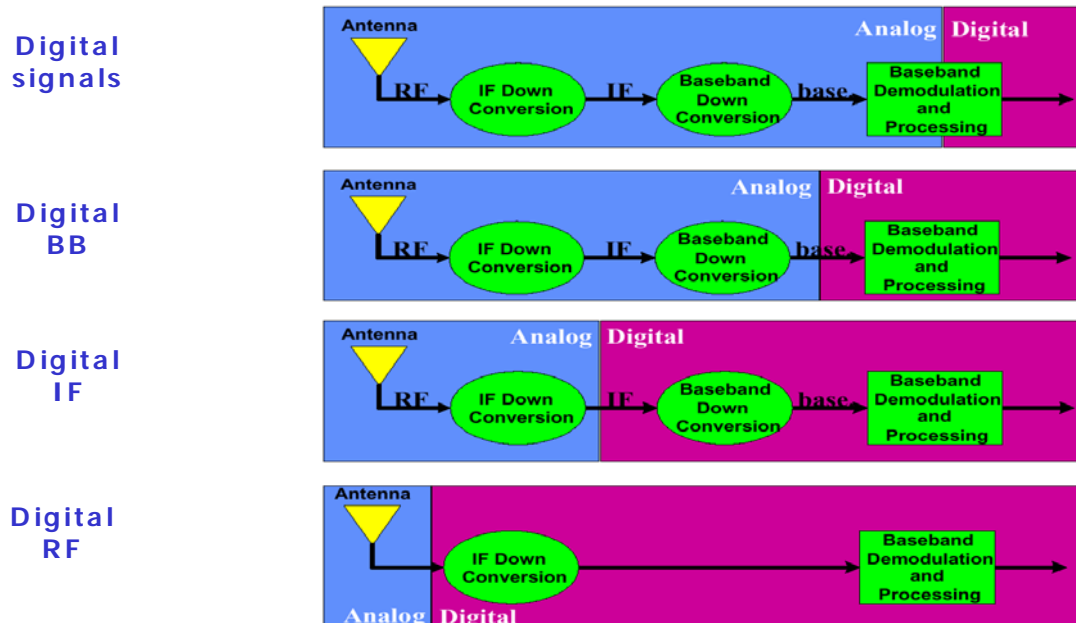 Digital
signals
Antenna
Analog Digital
RF
IF Down
Conversion
IF
Baseband
Down
Conversion
base
Baseband
Demodulation
and
Processing
Digital
BB
Antenna
Analog Digital
RF
IF Down
Conversion
IF
Baseband
Down
Conversion
base
Baseband
Demodulation
and
Processing
Digital
IF
Antenna
Analog Digital
RF
IF Down
Conversion
IF
Baseband
Down
Conversion
base
Baseband
Demodulation
and
Processing
Digital
RF
Antenna
IF Down
Conversion
Baseband
Demodulation
and
Processing
Analog Digital